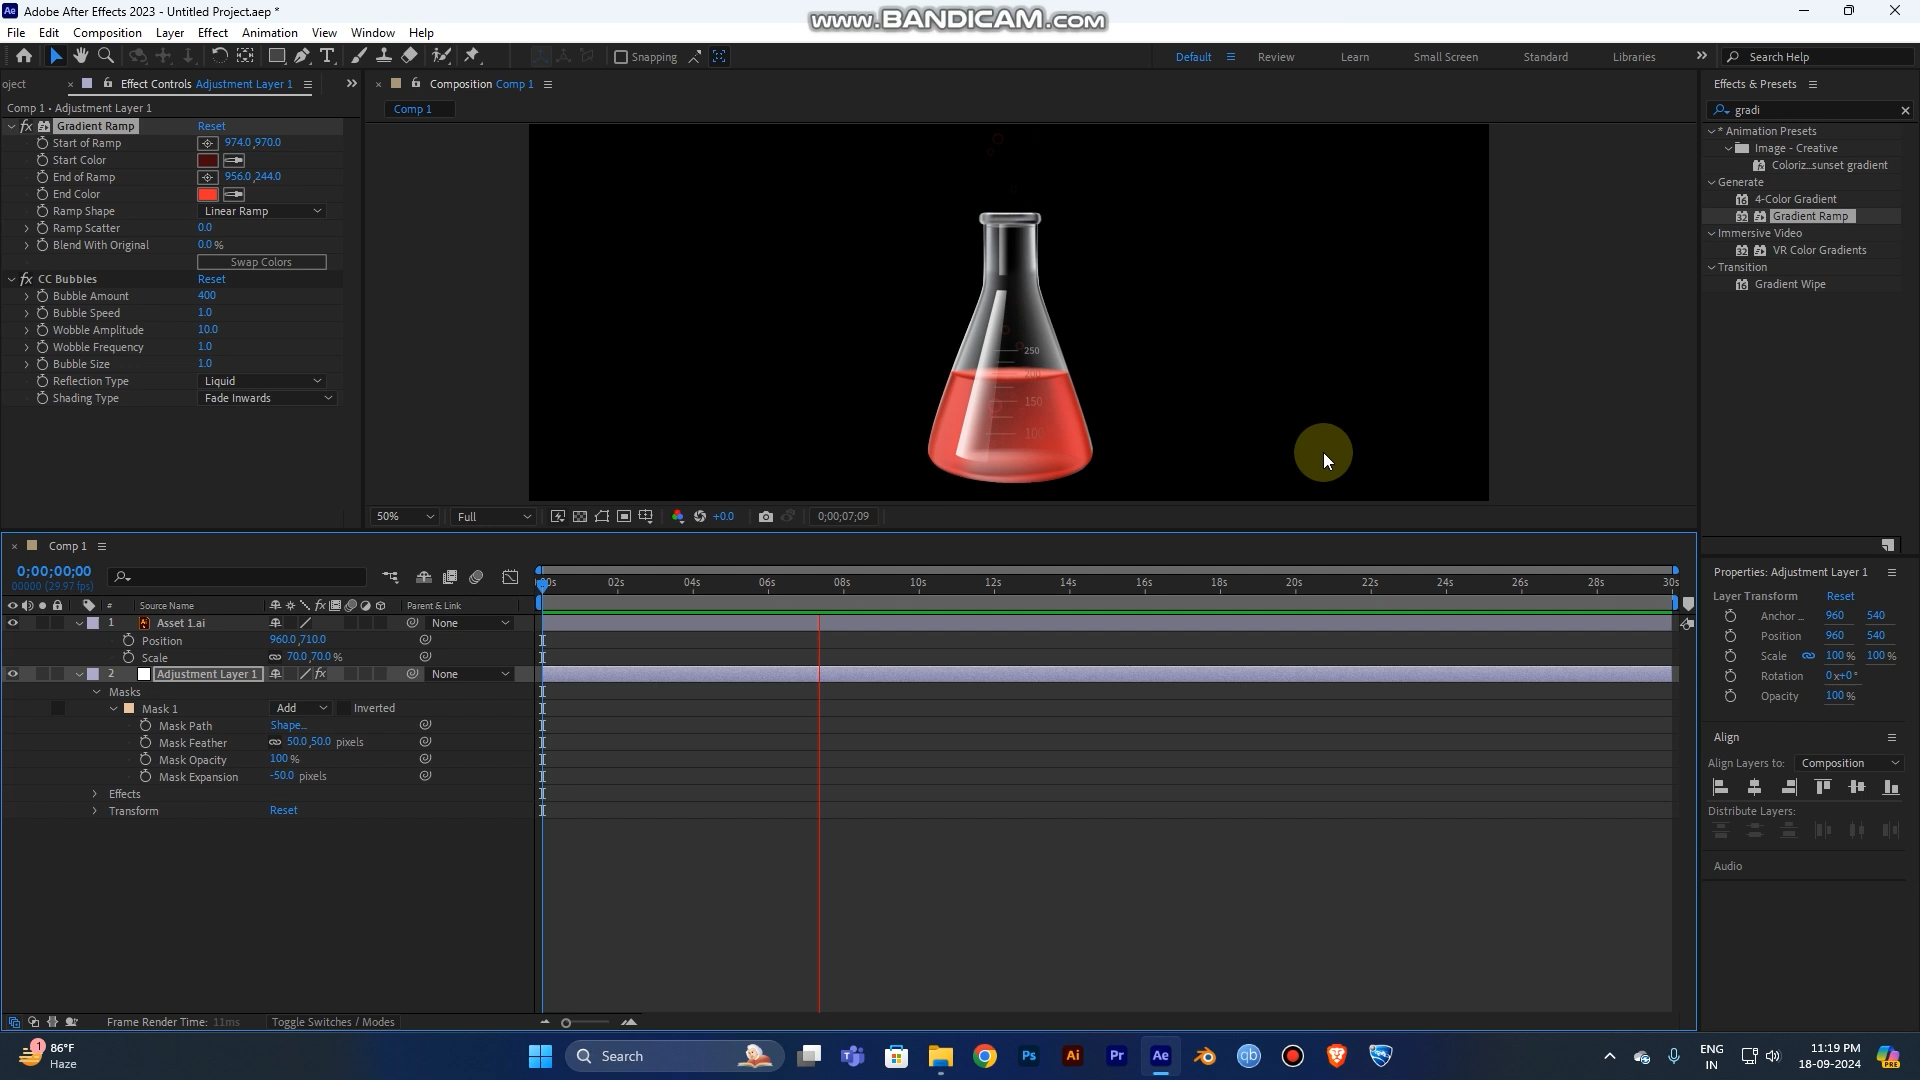 Adobe After Effects 2023 - Untitled Project.aep *
www.BANDICAM.com
File Edit Composition Layer Effect Animation View Window Help
Snapping
Default Review Learn Small Screen Standard Libraries Search Help
oject Effect Controls Adjustment Layer 1
Composition Comp 1
Effects & Presets
Comp 1 • Adjustment Layer 1
Comp 1
gradi
Gradient Ramp Reset
Start of Ramp 974.0,970.0
Start Color
End of Ramp 956.0,244.0
End Color
Ramp Shape Linear Ramp
Ramp Scatter 0.0
Blend With Original 0.0 %
Swap Colors
CC Bubbles Reset
Bubble Amount 400
Bubble Speed 1.0
Wobble Amplitude 10.0
Wobble Frequency 1.0
Bubble Size 1.0
Reflection Type Liquid
Shading Type Fade Inwards
250
200
150
100
* Animation Presets
Image - Creative
Coloriz...sunset gradient
Generate
4-Color Gradient
Gradient Ramp
Immersive Video
VR Color Gradients
Transition
Gradient Wipe
50% Full +0.0 0;00;07;09
Comp 1
0;00;00;00
00000 (29.97 fps)
00s 02s 04s 06s 08s 10s 12s 14s 16s 18s 20s 22s 24s 26s 28s 30s
# Source Name Parent & Link
1 Asset 1.ai None
Position 960.0,710.0
Scale 70.0,70.0 %
2 Adjustment Layer 1 None
Masks
Mask 1 Add Inverted
Mask Path Shape...
Mask Feather 50.0,50.0 pixels
Mask Opacity 100 %
Mask Expansion -50.0 pixels
Effects
Transform Reset
Frame Render Time: 11ms Toggle Switches / Modes
Properties: Adjustment Layer 1
Layer Transform Reset
Anchor ... 960 540
Position 960 540
Scale 100 % 100 %
Rotation 0x+0°
Opacity 100 %
Align
Align Layers to: Composition
Distribute Layers:
Audio
1
86°F
Haze
Search
Ps Ai Pr Ae qb
ENG
IN
11:19 PM
18-09-2024
PRE